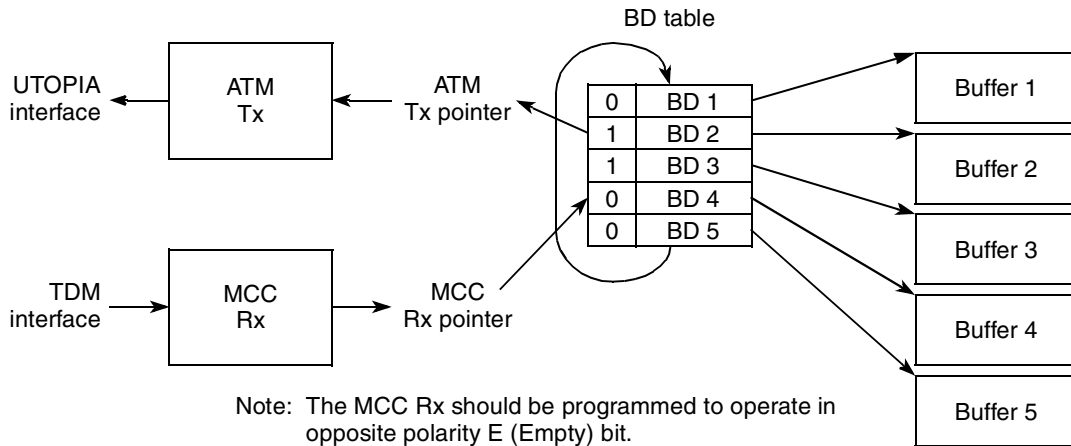 BD table
UTOPIA
interface
ATM
Tx
ATM
Tx pointer
0 BD 1
1 BD 2
1 BD 3
0 BD 4
0 BD 5
Buffer 1
Buffer 2
Buffer 3
Buffer 4
Buffer 5
TDM
interface
MCC
Rx
MCC
Rx pointer
Note: The MCC Rx should be programmed to operate in
opposite polarity E (Empty) bit.